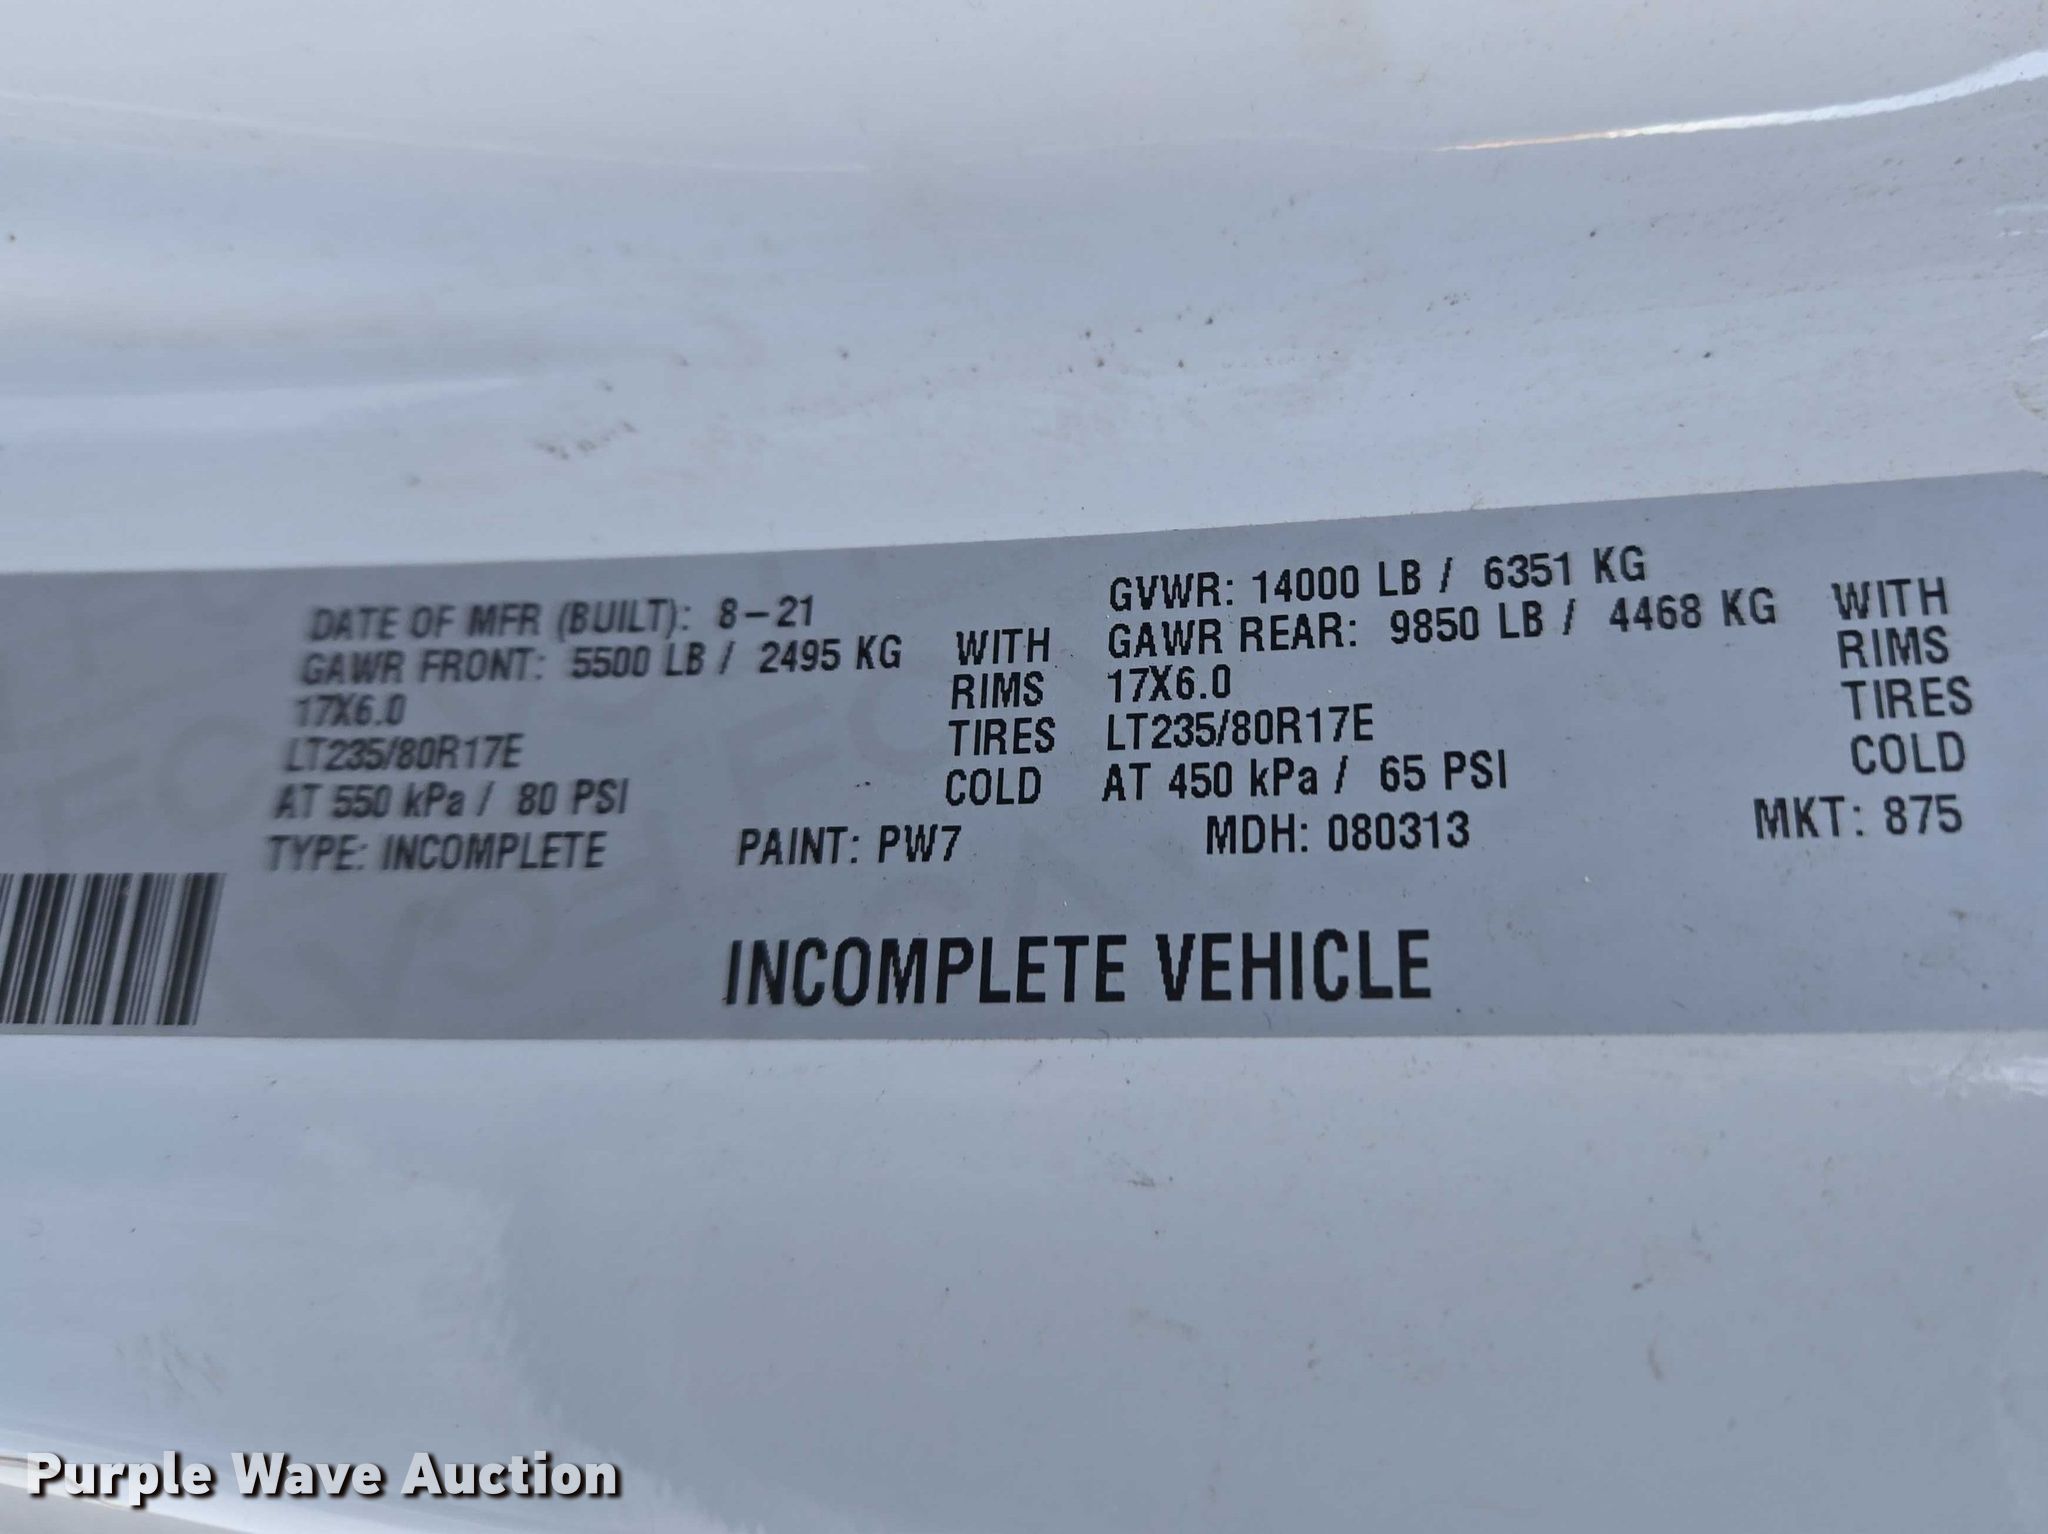 DATE OF MFR (BUILT): 8-21 GVWR: 14000 LB / 6351 KG
GAWR FRONT: 5500 LB / 2495 KG WITH GAWR REAR: 9850 LB / 4468 KG WITH
17X6.0 RIMS 17X6.0 RIMS
LT235/80R17E TIRES LT235/80R17E TIRES
AT 550 kPa / 80 PSI COLD AT 450 kPa / 65 PSI COLD
TYPE: INCOMPLETE PAINT: PW7 MDH: 080313 MKT: 875
INCOMPLETE VEHICLE
Purple Wave Auction